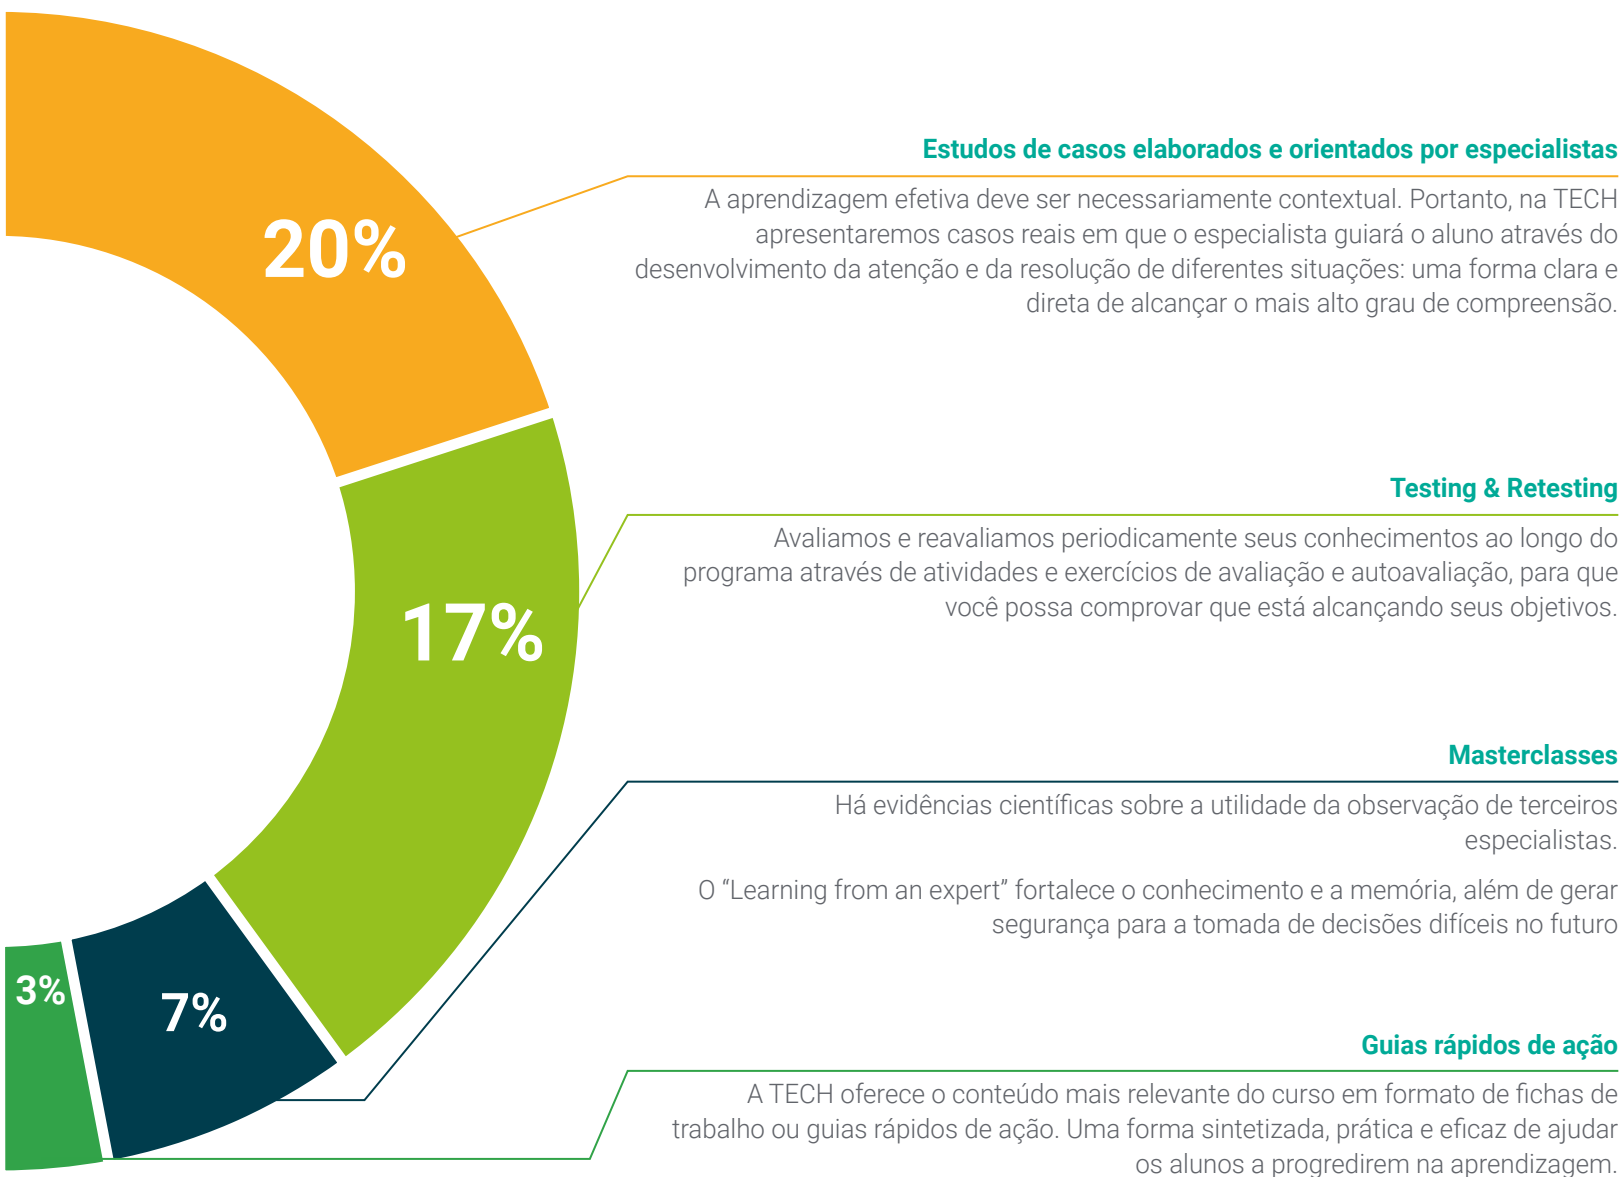 Estudos de casos elaborados e orientados por especialistas
A aprendizagem efetiva deve ser necessariamente contextual. Portanto, na TECH
apresentaremos casos reais em que o especialista guiará o aluno através do
desenvolvimento da atenção e da resolução de diferentes situações: uma forma clara e
direta de alcançar o mais alto grau de compreensão.
20%
Testing & Retesting
Avaliamos e reavaliamos periodicamente seus conhecimentos ao longo do
programa através de atividades e exercícios de avaliação e autoavaliação, para que
você possa comprovar que está alcançando seus objetivos.
17%
Masterclasses
Há evidências científicas sobre a utilidade da observação de terceiros
especialistas.
O “Learning from an expert” fortalece o conhecimento e a memória, além de gerar
segurança para a tomada de decisões difíceis no futuro
7%
3%
Guias rápidos de ação
A TECH oferece o conteúdo mais relevante do curso em formato de fichas de
trabalho ou guias rápidos de ação. Uma forma sintetizada, prática e eficaz de ajudar
os alunos a progredirem na aprendizagem.